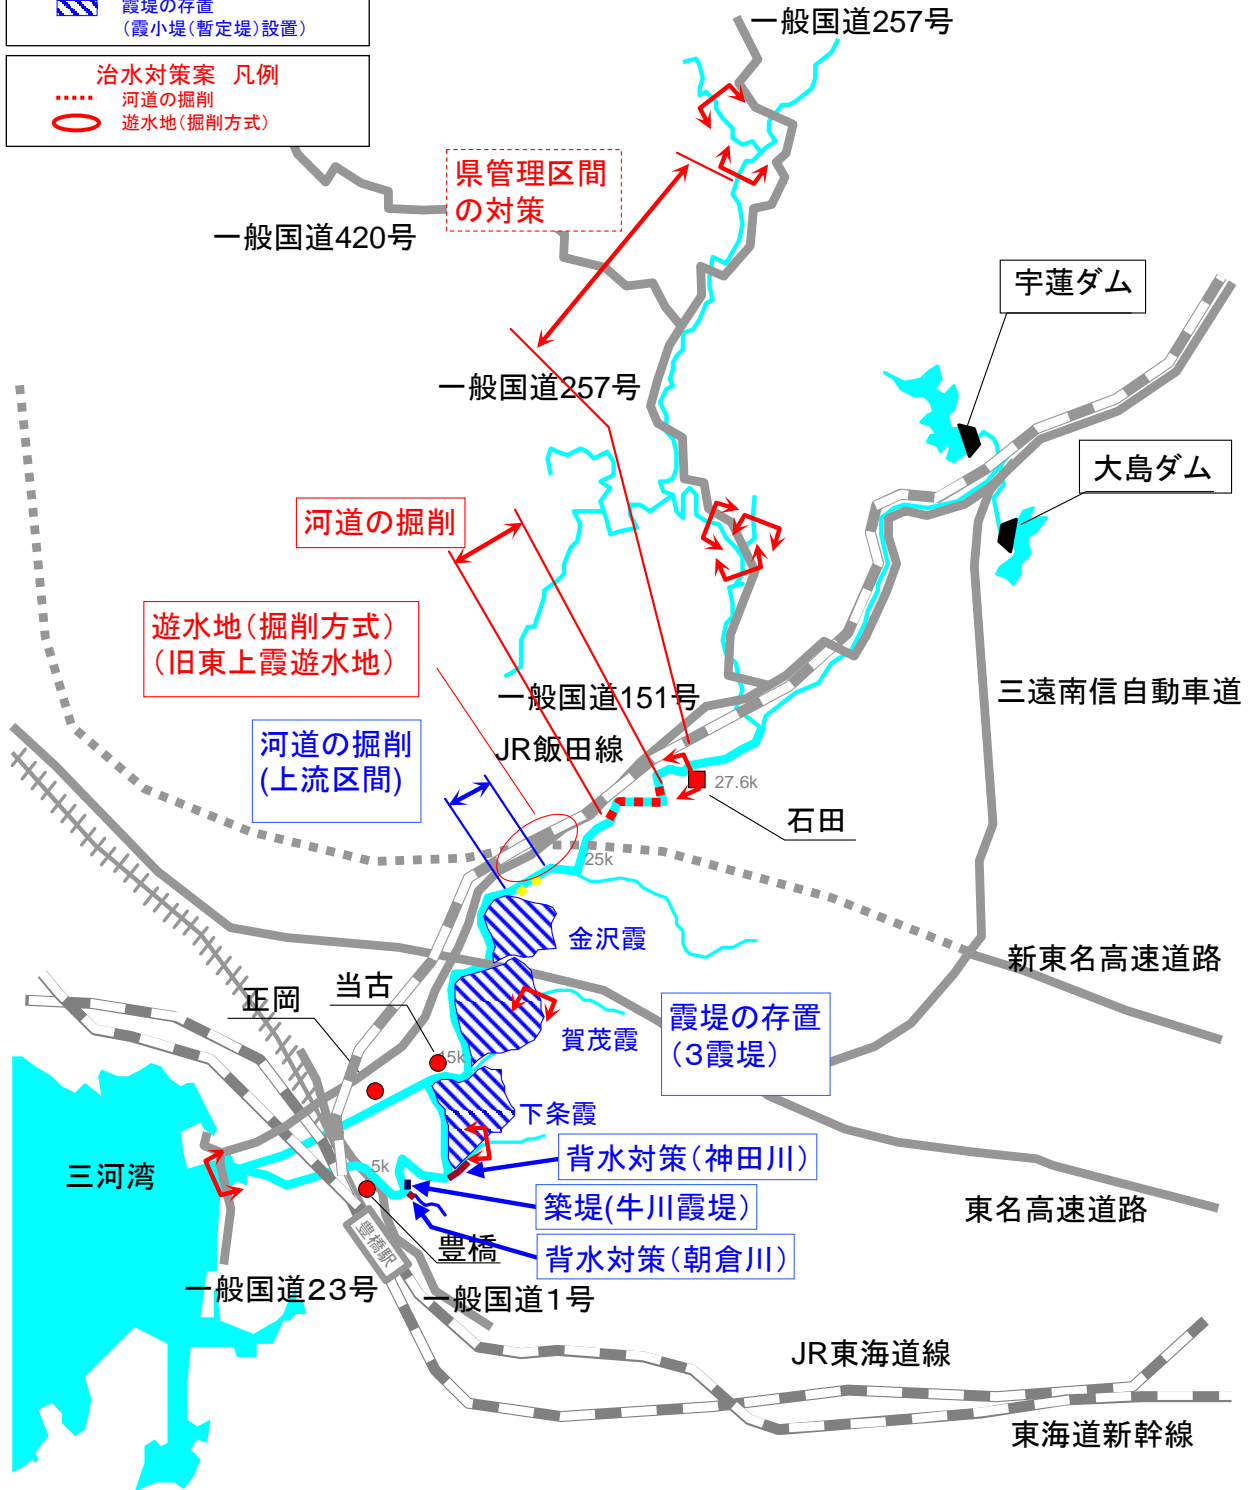 霞堤の存置
(霞小堤(暫定堤)設置)
治水対策案 凡例
河道の掘削
遊水地(掘削方式)
一般国道257号
県管理区間
の対策
一般国道420号
宇蓮ダム
一般国道257号
大島ダム
河道の掘削
遊水地(掘削方式)
(旧東上霞遊水地)
一般国道151号
三遠南信自動車道
河道の掘削
(上流区間)
JR飯田線
27.6k
石田
25k
金沢霞
新東名高速道路
当古
正岡
霞堤の存置
(3霞堤)
賀茂霞
15k
下条霞
背水対策(神田川)
三河湾
5k
築堤(牛川霞堤)
東名高速道路
豊橋駅
豊橋
背水対策(朝倉川)
一般国道23号
一般国道1号
JR東海道線
東海道新幹線